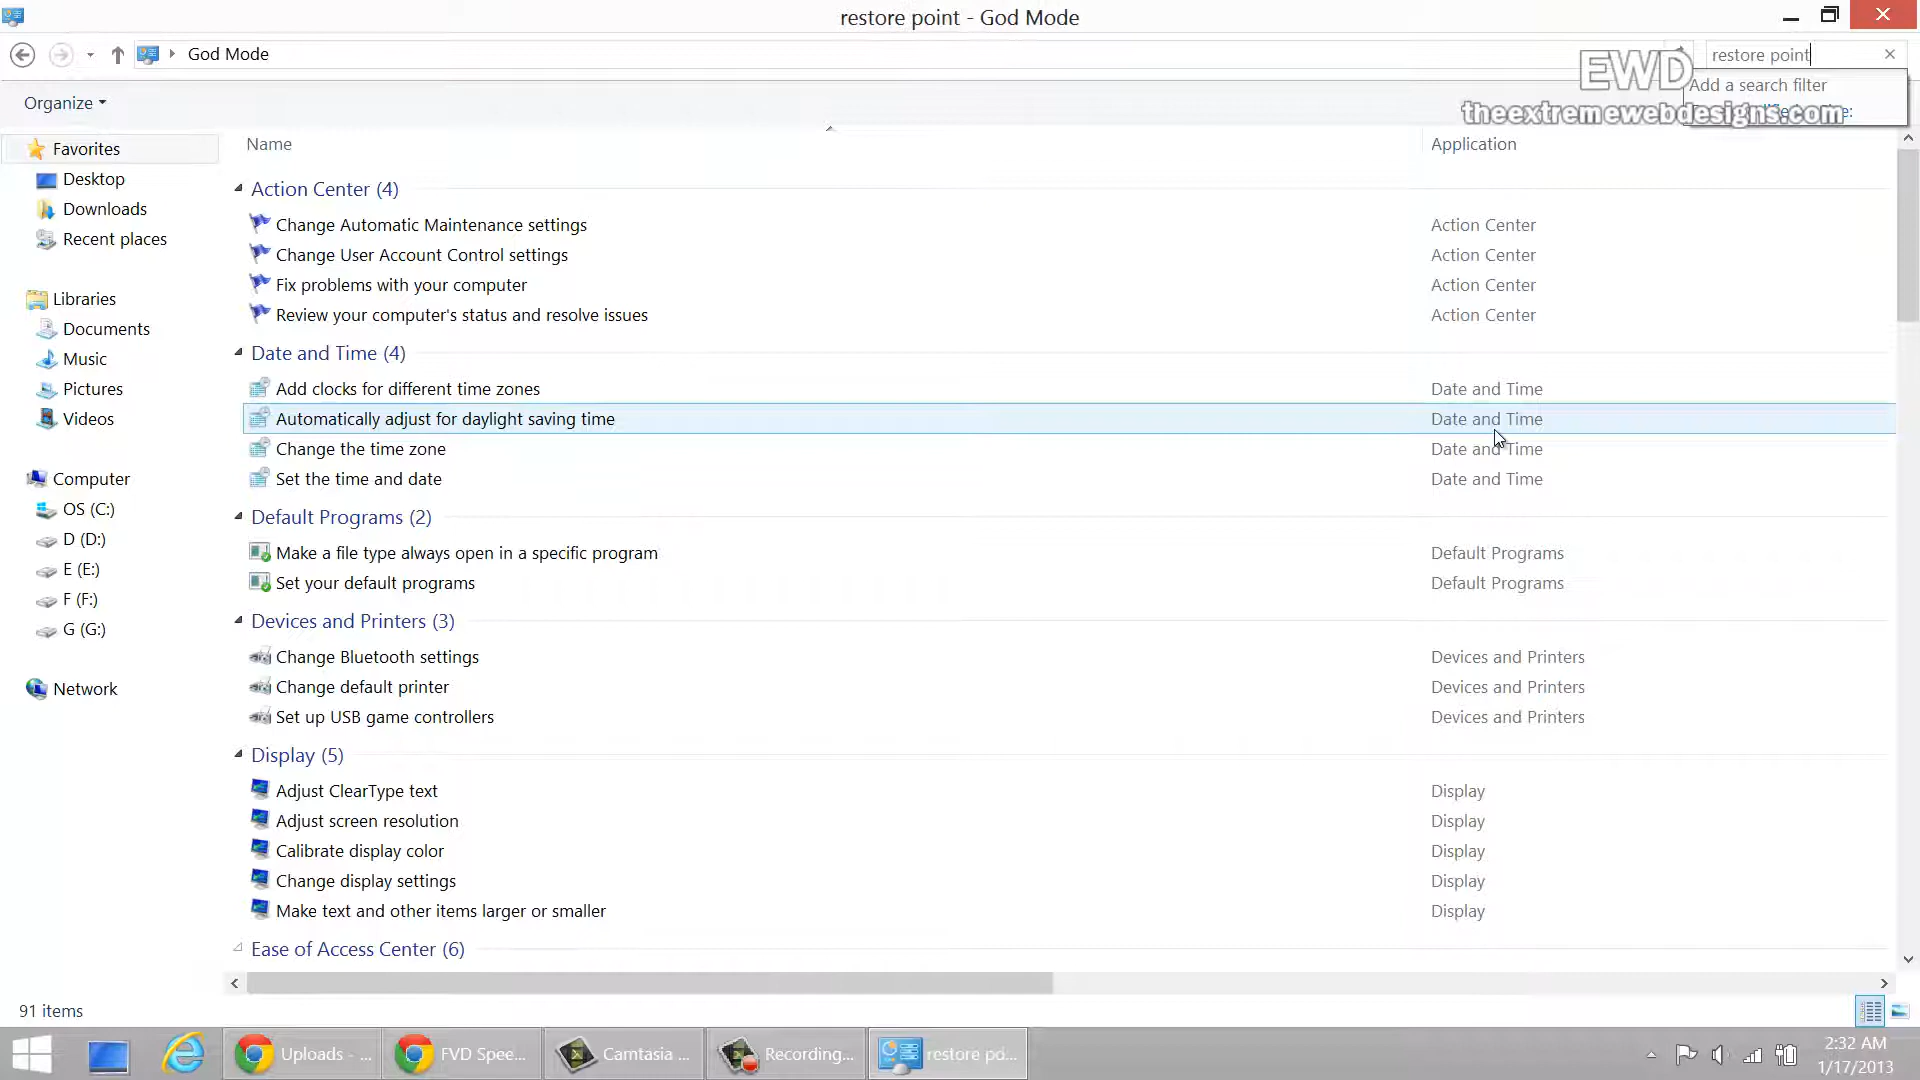 restore point - God Mode
God Mode
restore point
EWD
Add a search filter
theextremewebdesigns.com
Organize
Name
Application
Favorites
Desktop
Downloads
Recent places
Libraries
Documents
Music
Pictures
Videos
Computer
OS (C:)
D (D:)
E (E:)
F (F:)
G (G:)
Network
Action Center (4)
Change Automatic Maintenance settings Action Center
Change User Account Control settings Action Center
Fix problems with your computer Action Center
Review your computer's status and resolve issues Action Center
Date and Time (4)
Add clocks for different time zones Date and Time
Automatically adjust for daylight saving time Date and Time
Change the time zone Date and Time
Set the time and date Date and Time
Default Programs (2)
Make a file type always open in a specific program Default Programs
Set your default programs Default Programs
Devices and Printers (3)
Change Bluetooth settings Devices and Printers
Change default printer Devices and Printers
Set up USB game controllers Devices and Printers
Display (5)
Adjust ClearType text Display
Adjust screen resolution Display
Calibrate display color Display
Change display settings Display
Make text and other items larger or smaller Display
Ease of Access Center (6)
91 items
Uploads - ...
FVD Spee...
Camtasia ...
Recording...
restore po...
2:32 AM
1/17/2013